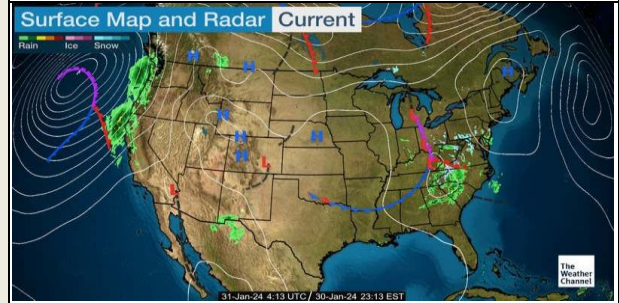 Surface Map and Radar Current
Rain Ice Snow
H
H
H
H
H
H
H
L
L
L
L
L
The
Weather
Channel
31-Jan-24 4:13 UTC / 30-Jan-24 23:13 EST